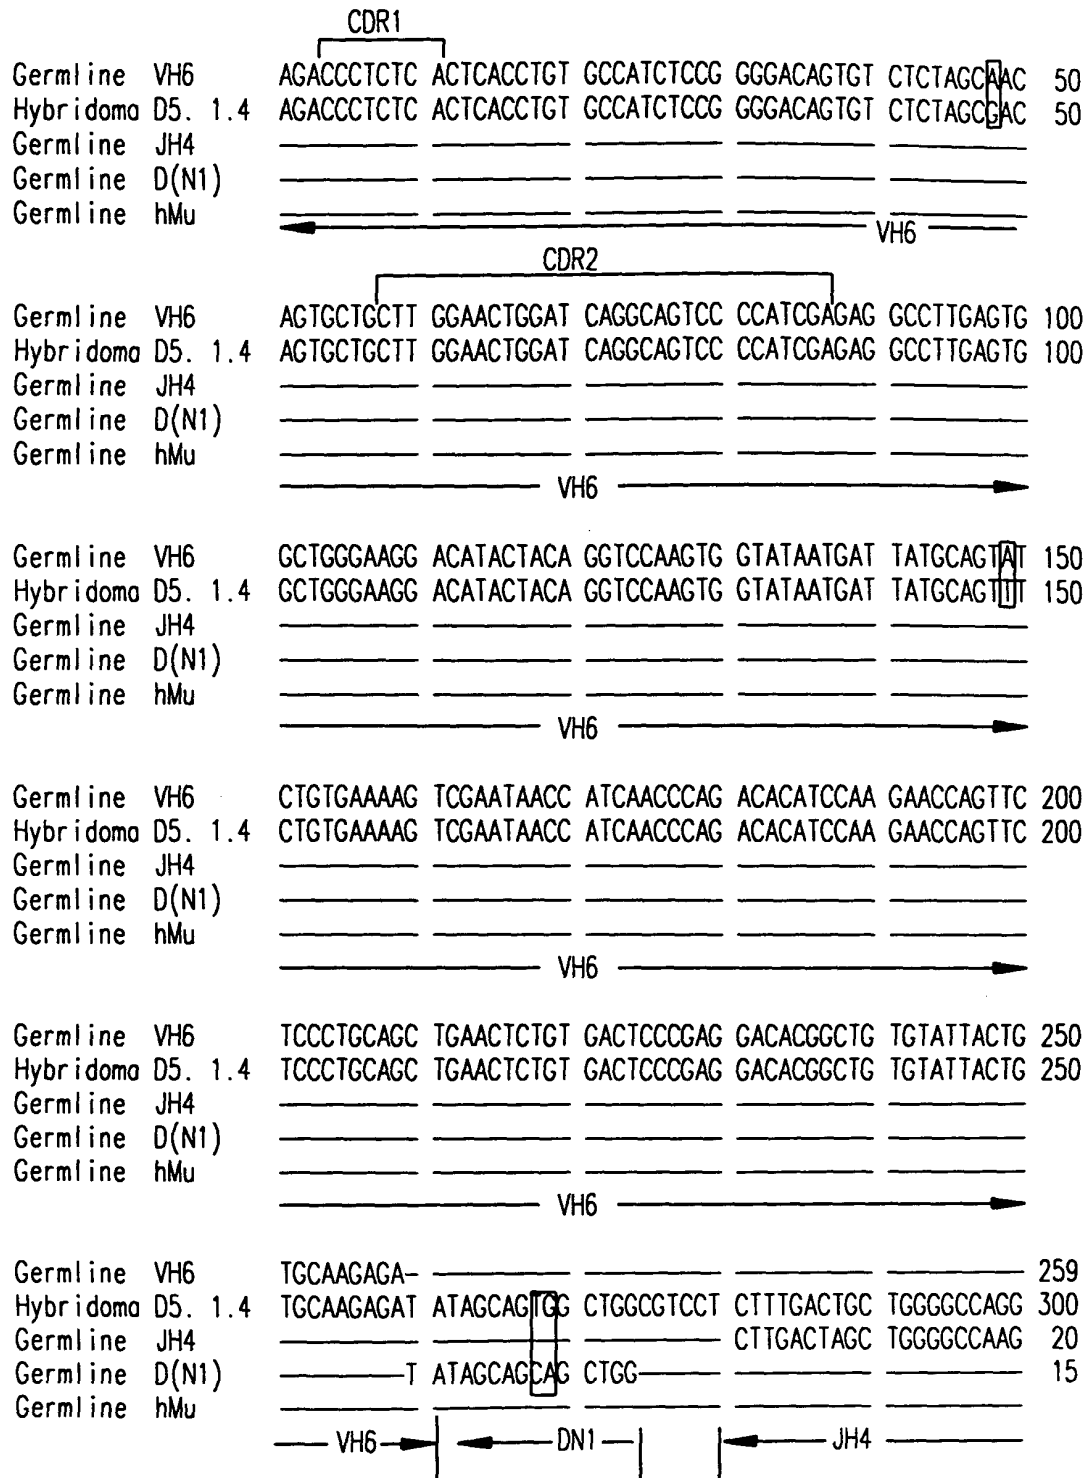 CDR1
Germline VH6 AGACCCTCTC ACTCACCTGT GCCATCTCCG GGGACAGTGT CTCTAGCAAC 50
Hybridoma D5. 1.4 AGACCCTCTC ACTCACCTGT GCCATCTCCG GGGACAGTGT CTCTAGCGAC 50
Germline JH4
Germline D(N1)
Germline hMu
VH6
CDR2
Germline VH6 AGTGCTGCTT GGAACTGGAT CAGGCAGTCC CCATCGAGAG GCCTTGAGTG 100
Hybridoma D5. 1.4 AGTGCTGCTT GGAACTGGAT CAGGCAGTCC CCATCGAGAG GCCTTGAGTG 100
Germline JH4
Germline D(N1)
Germline hMu
VH6
Germline VH6 GCTGGGAAGG ACATACTACA GGTCCAAGTG GTATAATGAT TATGCAGTAT 150
Hybridoma D5. 1.4 GCTGGGAAGG ACATACTACA GGTCCAAGTG GTATAATGAT TATGCAGTTT 150
Germline JH4
Germline D(N1)
Germline hMu
VH6
Germline VH6 CTGTGAAAAG TCGAATAACC ATCAACCCAG ACACATCCAA GAACCAGTTC 200
Hybridoma D5. 1.4 CTGTGAAAAG TCGAATAACC ATCAACCCAG ACACATCCAA GAACCAGTTC 200
Germline JH4
Germline D(N1)
Germline hMu
VH6
Germline VH6 TCCCTGCAGC TGAACTCTGT GACTCCCGAG GACACGGCTG TGTATTACTG 250
Hybridoma D5. 1.4 TCCCTGCAGC TGAACTCTGT GACTCCCGAG GACACGGCTG TGTATTACTG 250
Germline JH4
Germline D(N1)
Germline hMu
VH6
Germline VH6 TGCAAGAGA- 259
Hybridoma D5. 1.4 TGCAAGAGAT ATAGCAGTGG CTGGCGTCCT CTTTGACTGC TGGGGCCAGG 300
Germline JH4 CTTGACTAGC TGGGGCCAAG 20
Germline D(N1) T ATAGCAGCAG CTGG 15
Germline hMu
VH6 DN1 JH4